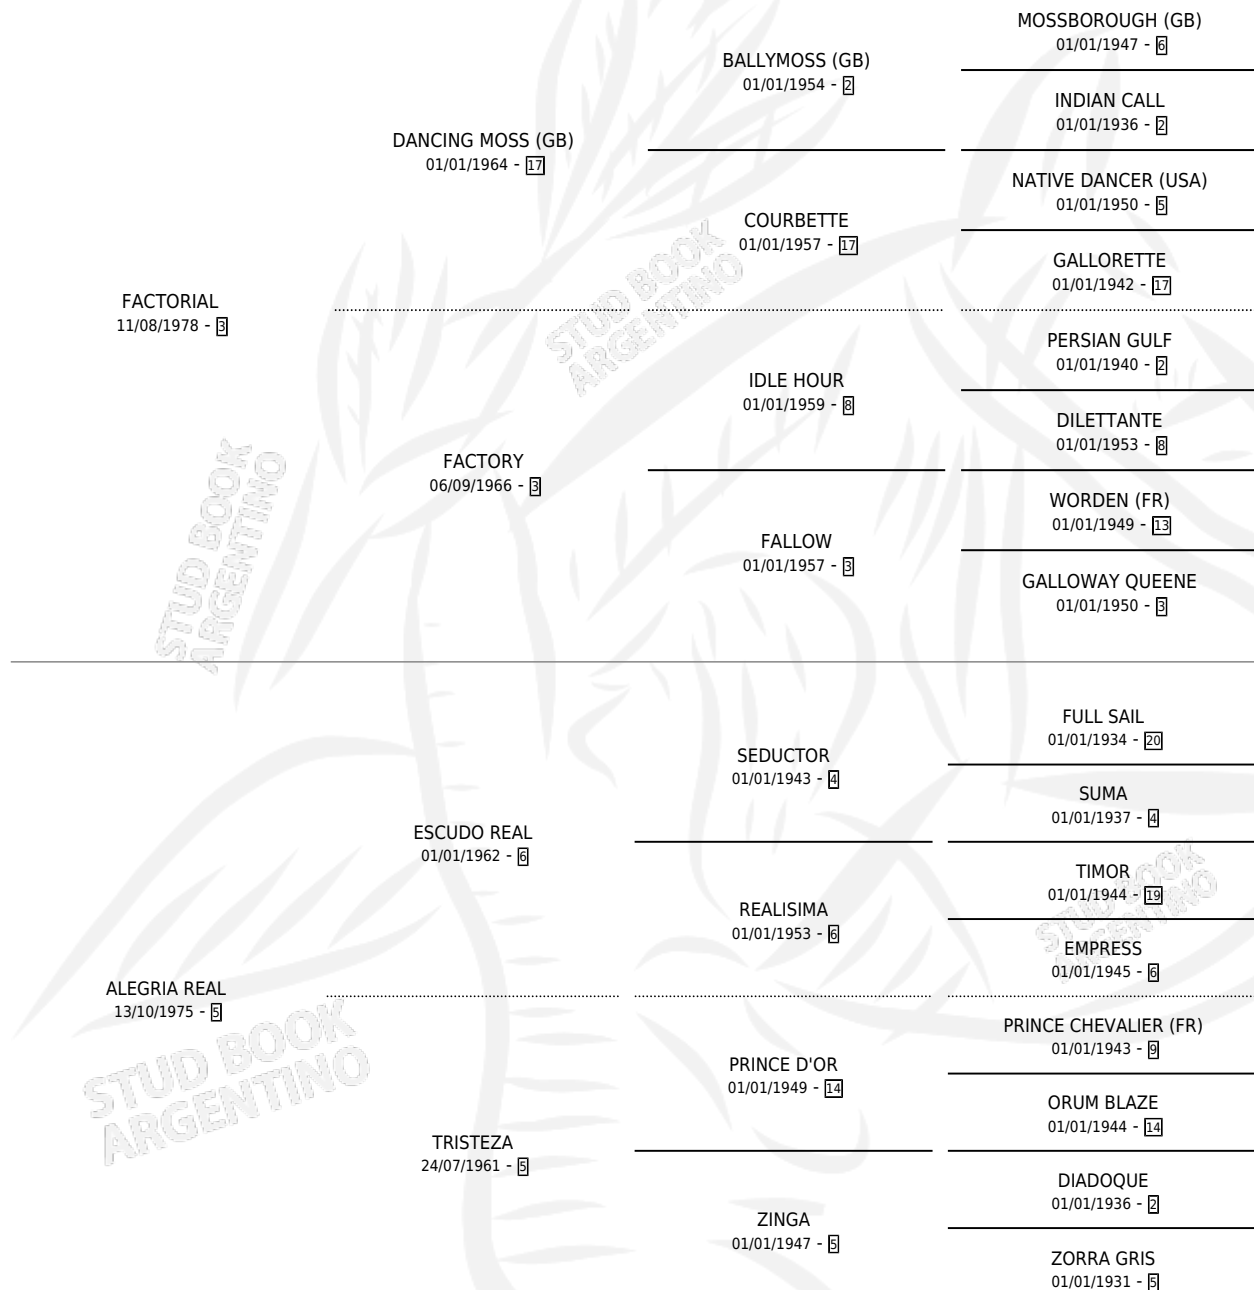 MOSSBOROUGH (GB)
01/01/1947 - 6
BALLYMOSS (GB)
01/01/1954 - 2
INDIAN CALL
01/01/1936 - 2
DANCING MOSS (GB)
01/01/1964 - 17
NATIVE DANCER (USA)
01/01/1950 - 5
COURBETTE
01/01/1957 - 17
GALLORETTE
01/01/1942 - 17
FACTORIAL
11/08/1978 - 3
PERSIAN GULF
01/01/1940 - 2
IDLE HOUR
01/01/1959 - 8
DILETTANTE
01/01/1953 - 8
FACTORY
06/09/1966 - 3
WORDEN (FR)
01/01/1949 - 13
FALLOW
01/01/1957 - 3
GALLOWAY QUEENE
01/01/1950 - 3
FULL SAIL
01/01/1934 - 20
SEDUCTOR
01/01/1943 - 4
SUMA
01/01/1937 - 4
ESCUDO REAL
01/01/1962 - 6
TIMOR
01/01/1944 - 19
REALISIMA
01/01/1953 - 6
EMPRESS
01/01/1945 - 6
ALEGRIA REAL
13/10/1975 - 5
PRINCE CHEVALIER (FR)
01/01/1943 - 9
PRINCE D'OR
01/01/1949 - 14
ORUM BLAZE
01/01/1944 - 14
TRISTEZA
24/07/1961 - 5
DIADOQUE
01/01/1936 - 2
ZINGA
01/01/1947 - 5
ZORRA GRIS
01/01/1931 - 5
STUD BOOK
ARGENTINO
STUD BOOK
ARGENTINO
STUD BOOK
ARGENTINO
STUD BOOK
ARGENTINO